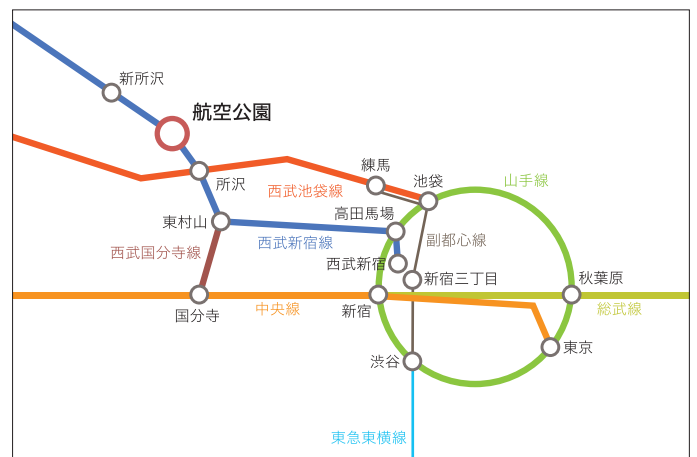 新所沢
航空公園
練馬
池袋
山手線
所沢
西武池袋線
高田馬場
東村山
西武新宿線
副都心線
西武国分寺線
西武新宿
新宿三丁目
秋葉原
国分寺
中央線
新宿
総武線
東京
渋谷
東急東横線